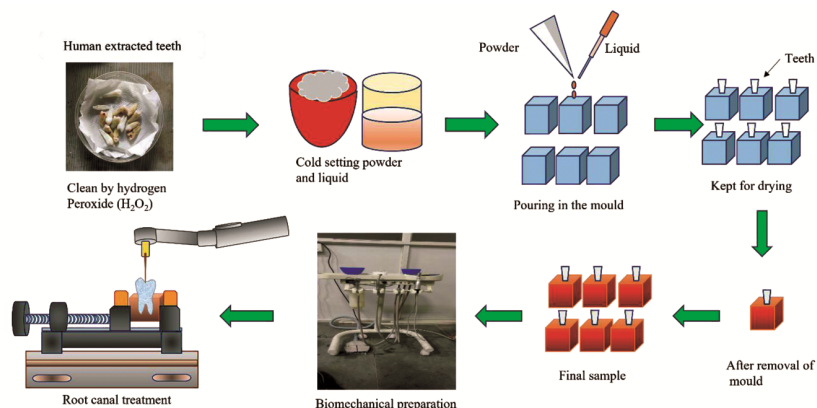 Human extracted teeth
Clean by hydrogen
Peroxide (H₂O₂)
Cold setting powder
and liquid
Powder
Liquid
Pouring in the mould
Teeth
Kept for drying
After removal of
mould
Final sample
Biomechanical preparation
Root canal treatment